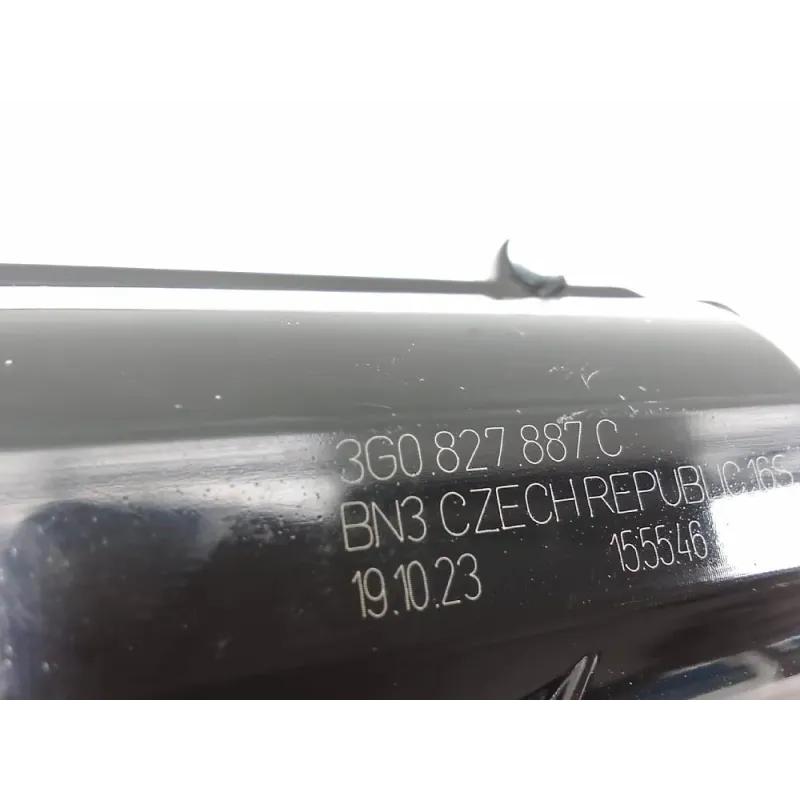 3G0.827.887 C
BN3 CZECH REPUBLIC 16S
19.10.23 15:55:46